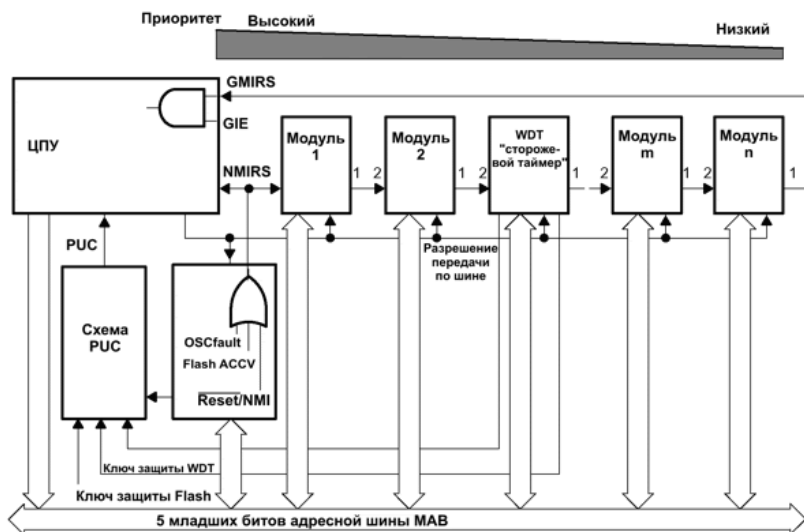 Приоритет
Высокий
Низкий
GMIRS
GIE
ЦПУ
NMIRS
Модуль
1
Модуль
2
WDT
"стороже-
вой таймер"
Модуль
m
Модуль
n
1
2
1
2
1
2
1
2
1
PUC
Разрешение
передачи
по шине
Схема
PUC
OSCfault
Flash ACCV
Reset/NMI
Ключ защиты WDT
Ключ защиты Flash
5 младших битов адресной шины MAB